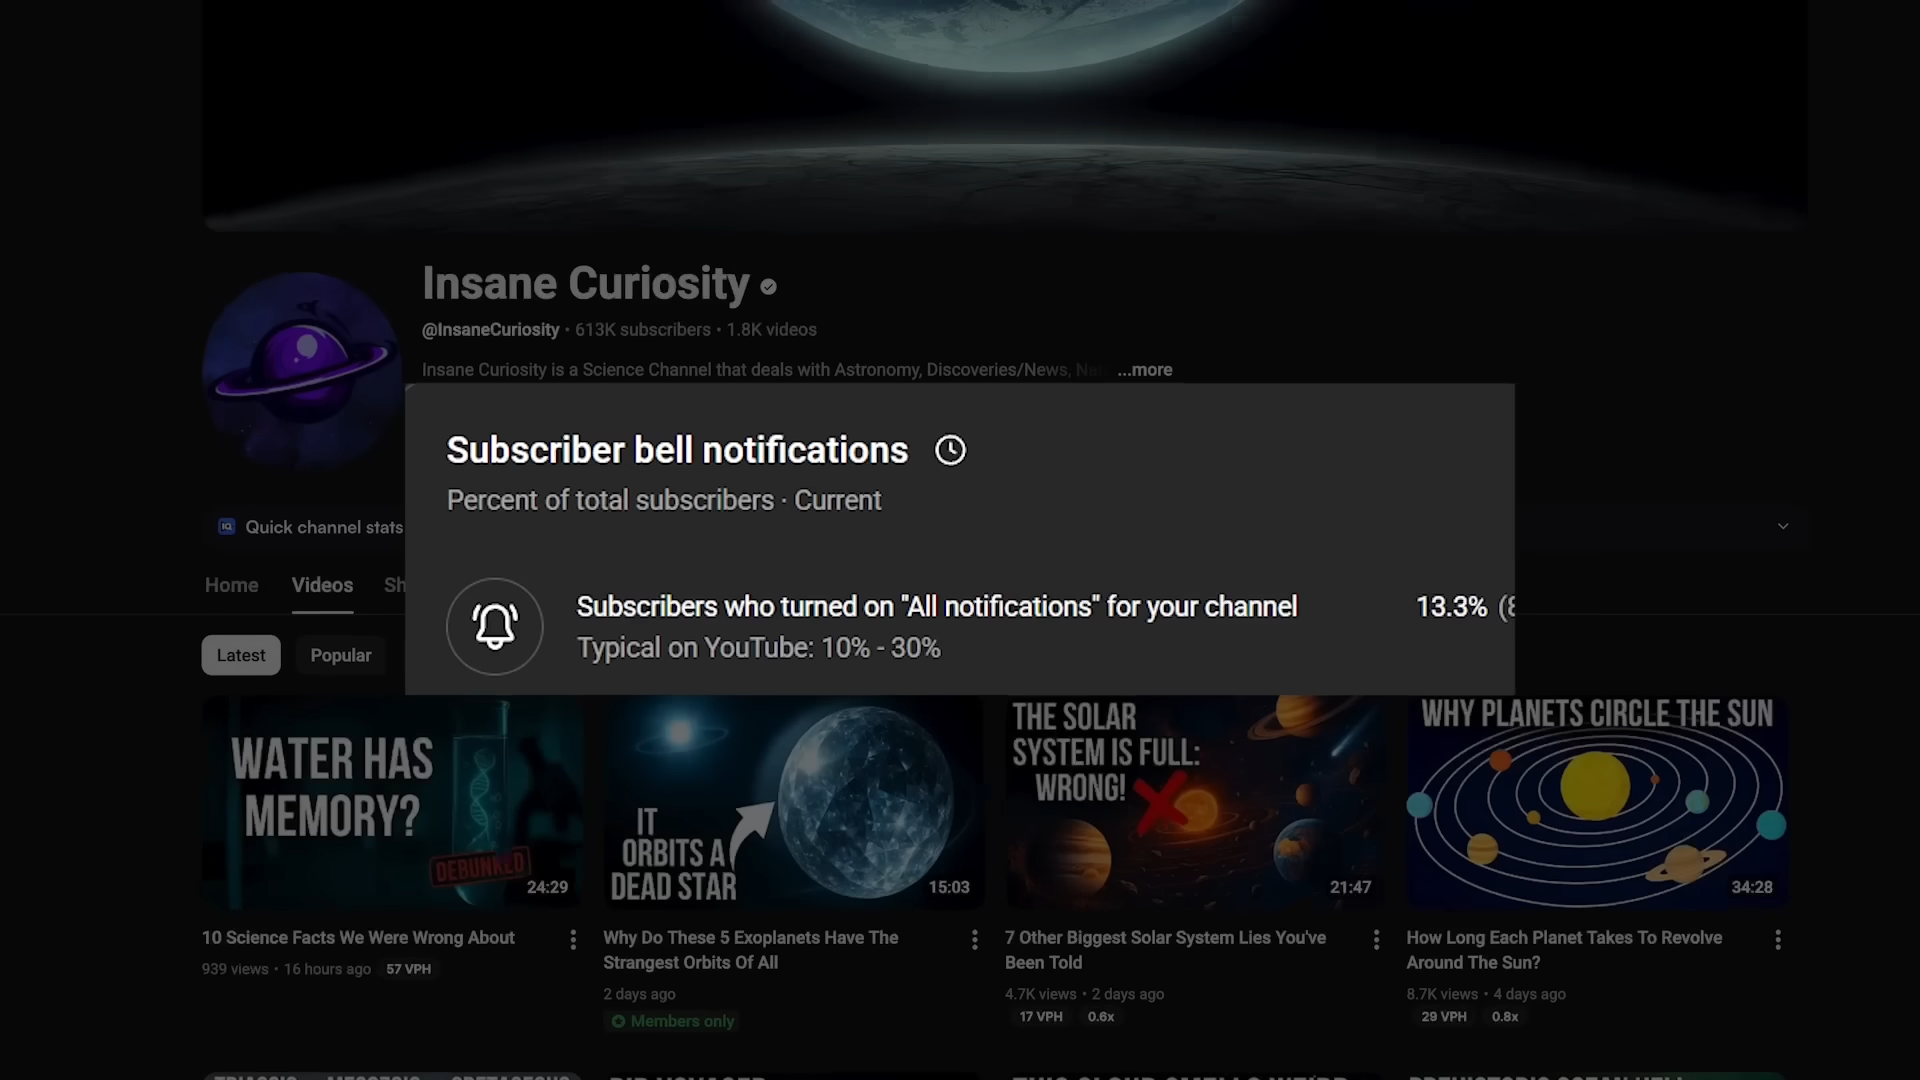 Insane Curiosity
@InsaneCuriosity • 613K subscribers • 1.8K videos
Insane Curiosity is a Science Channel that deals with Astronomy, Discoveries/News, ...more
Subscriber bell notifications
Percent of total subscribers · Current
Quick channel stats
Subscribers who turned on "All notifications" for your channel
13.3%
Typical on YouTube: 10% - 30%
Home
Videos
Sh
Latest
Popular
WATER HAS
MEMORY?
DEBUNKED
24:29
IT
ORBITS A
DEAD STAR
15:03
THE SOLAR
SYSTEM IS FULL:
WRONG!
21:47
WHY PLANETS CIRCLE THE SUN
34:28
10 Science Facts We Were Wrong About
939 views • 16 hours ago 57 VPH
Why Do These 5 Exoplanets Have The
Strangest Orbits Of All
2 days ago
Members only
7 Other Biggest Solar System Lies You've
Been Told
4.7K views • 2 days ago
17 VPH 0.6x
How Long Each Planet Takes To Revolve
Around The Sun?
8.7K views • 4 days ago
29 VPH 0.8x